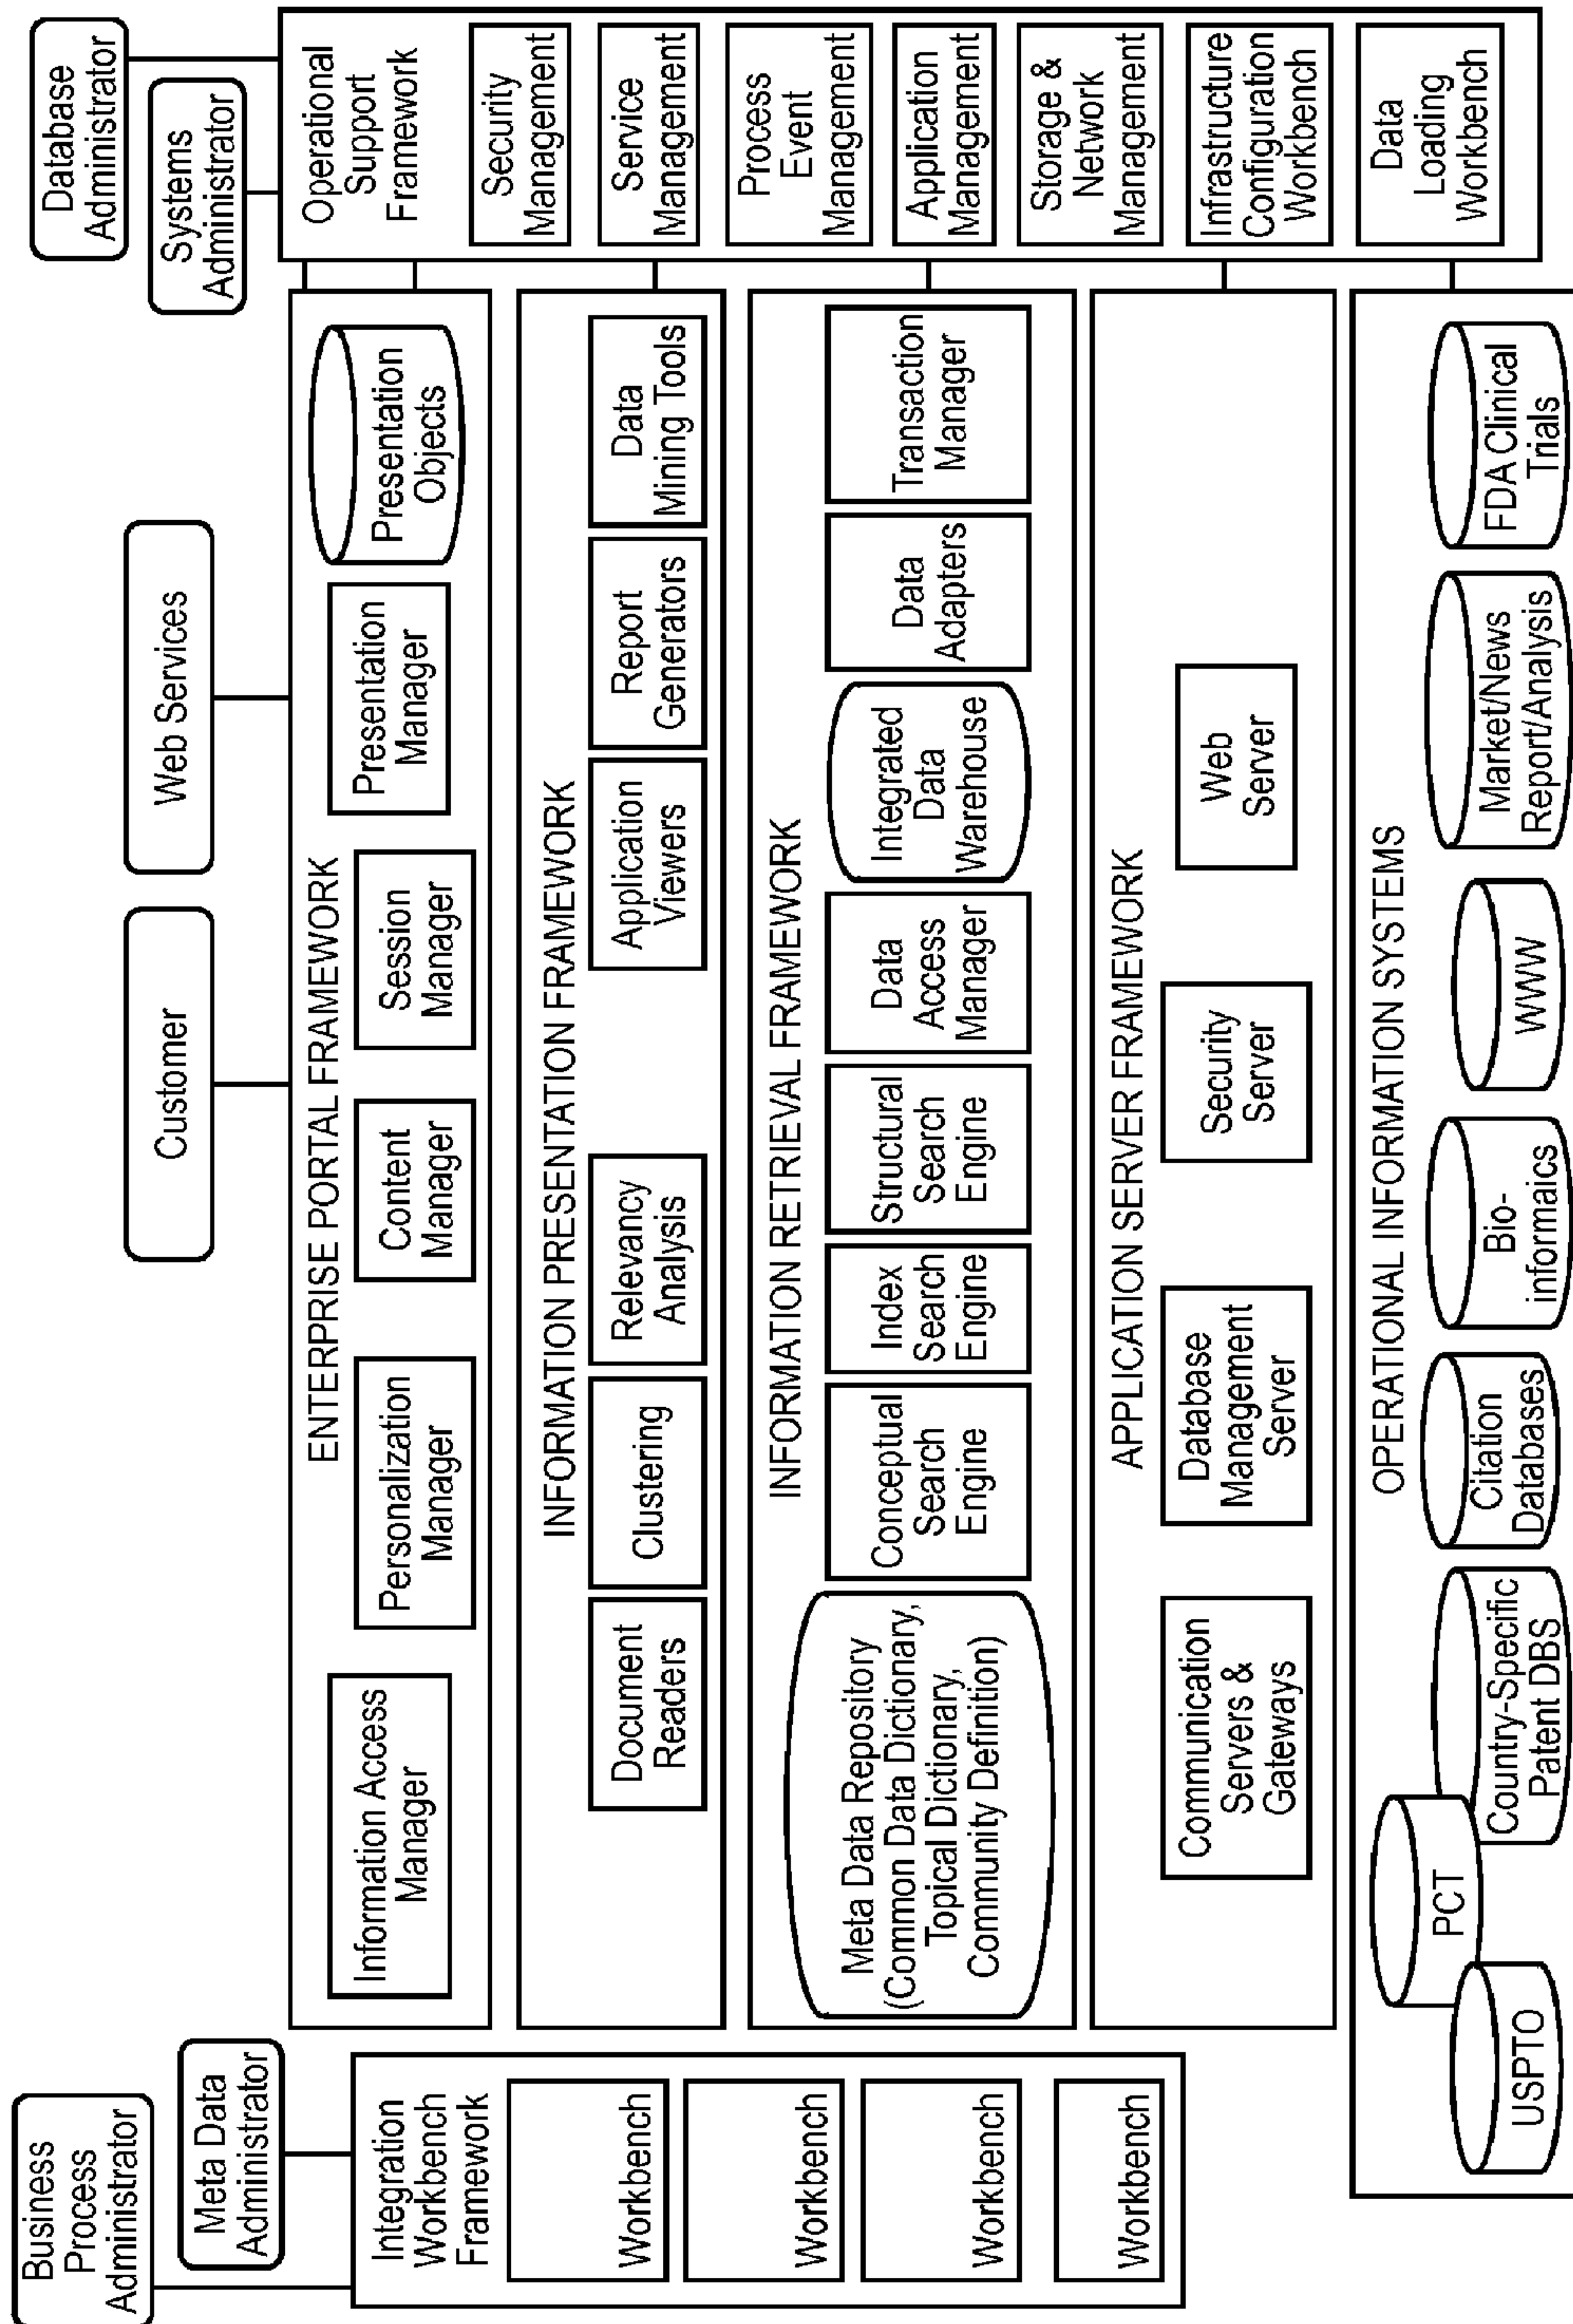 Business
Process
Administrator
Meta Data
Administrator
Customer
Web Services
Database
Administrator
Systems
Administrator
Integration
Workbench
Framework
Workbench
Workbench
Workbench
Workbench
ENTERPRISE PORTAL FRAMEWORK
Information Access
Manager
Personalization
Manager
Content
Manager
Session
Manager
Presentation
Manager
Presentation
Objects
INFORMATION PRESENTATION FRAMEWORK
Document
Readers
Clustering
Relevancy
Analysis
Application
Viewers
Report
Generators
Data
Mining Tools
INFORMATION RETRIEVAL FRAMEWORK
Meta Data Repository
(Common Data Dictionary,
Topical Dictionary,
Community Definition)
Conceptual
Search
Engine
Index
Search
Engine
Structural
Search
Engine
Data
Access
Manager
Integrated
Data
Warehouse
Data
Adapters
Transaction
Manager
APPLICATION SERVER FRAMEWORK
Communication
Servers &
Gateways
Database
Management
Server
Security
Server
Web
Server
OPERATIONAL INFORMATION SYSTEMS
USPTO
PCT
Country-Specific
Patent DBS
Citation
Databases
Bio-
informaics
WWW
Market/News
Report/Analysis
FDA Clinical
Trials
Operational
Support
Framework
Security
Management
Service
Management
Process
Event
Management
Application
Management
Storage &
Network
Management
Infrastructure
Configuration
Workbench
Data
Loading
Workbench